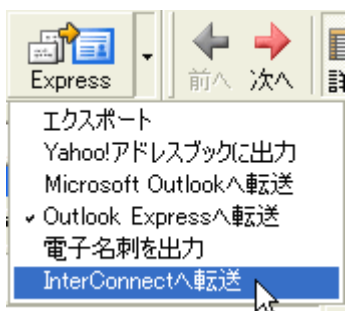 Express
前へ 次へ
エクスポート
Yahoo!アドレスブックに出力
Microsoft Outlookへ転送
Outlook Expressへ転送
電子名刺を出力
InterConnectへ転送